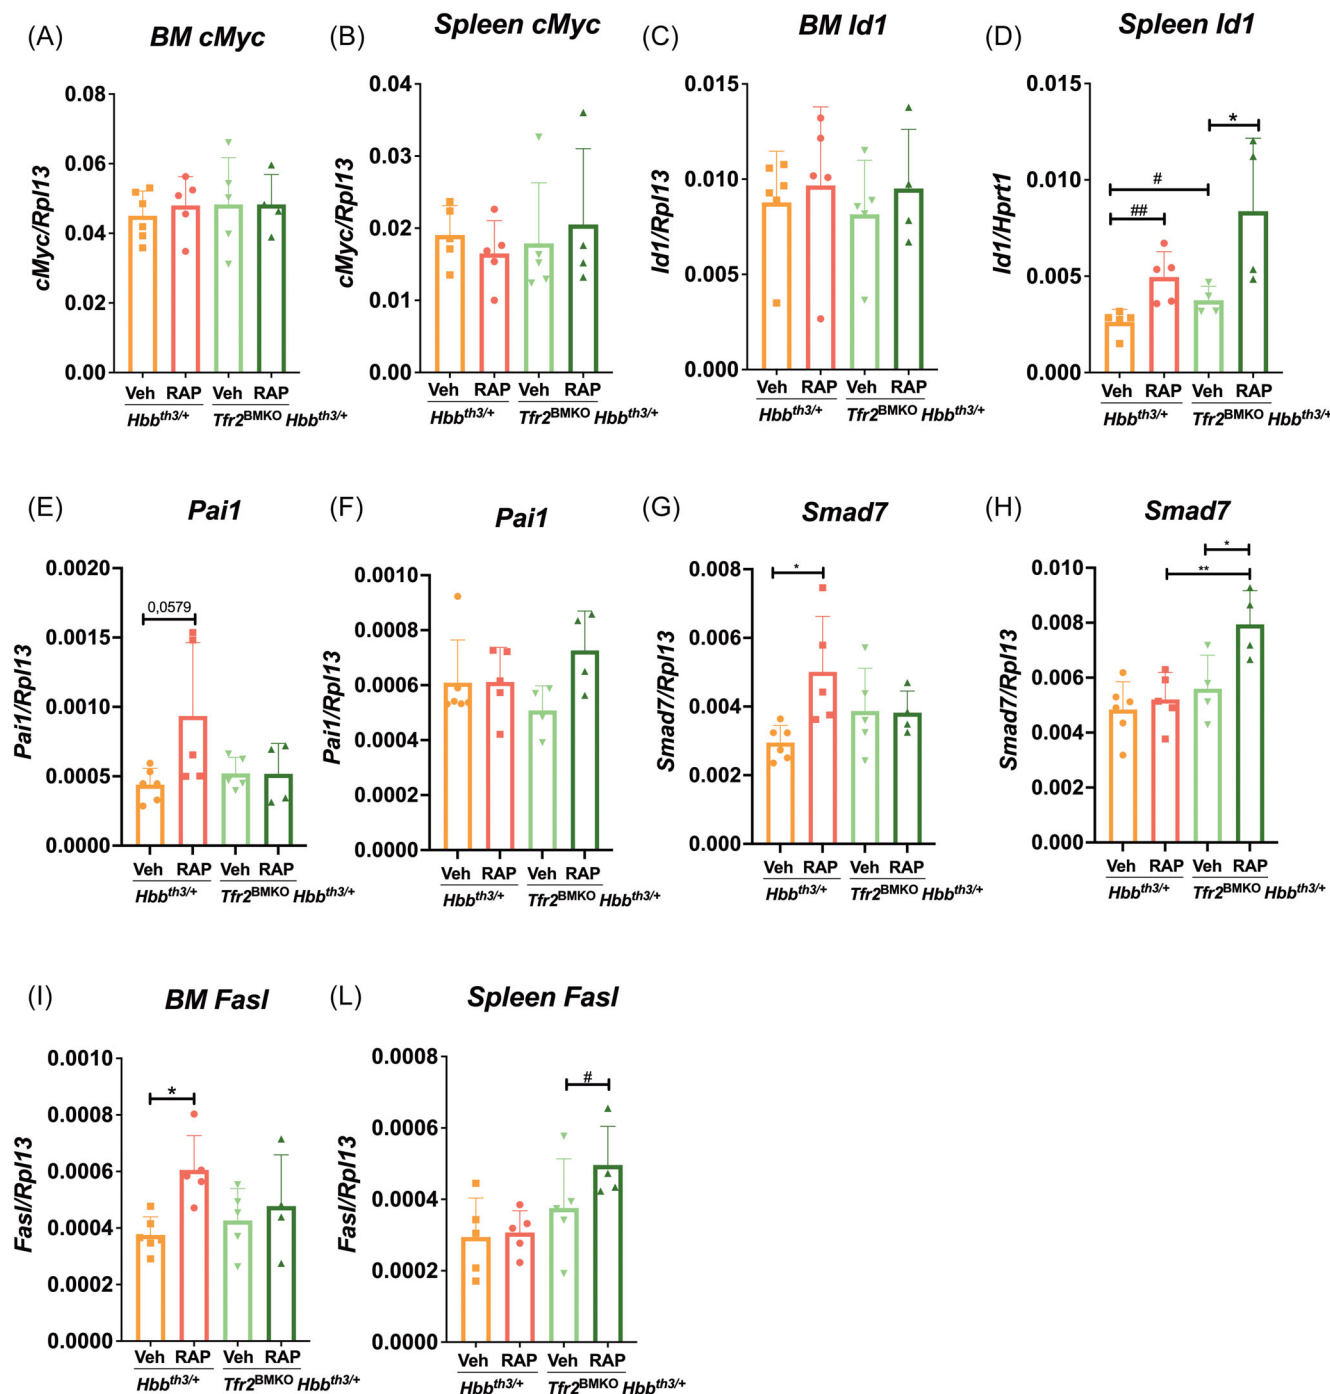 (A) BM cMyc
cMyc/Rpl13
0.08
0.06
0.04
0.02
0.00
Veh RAP Veh RAP
Hbbth3/+ Tfr2BMKO Hbbth3/+
(B) Spleen cMyc
cMyc/Rpl13
0.04
0.03
0.02
0.01
0.00
Veh RAP Veh RAP
Hbbth3/+ Tfr2BMKO Hbbth3/+
(C) BM Id1
Id1/Rpl13
0.015
0.010
0.005
0.000
Veh RAP Veh RAP
Hbbth3/+ Tfr2BMKO Hbbth3/+
(D) Spleen Id1
Id1/Hprt1
0.015
0.010
0.005
0.000
*
#
##
Veh RAP Veh RAP
Hbbth3/+ Tfr2BMKO Hbbth3/+
(E) Pai1
Pai1/Rpl13
0.0020
0.0015
0.0010
0.0005
0.0000
0,0579
Veh RAP Veh RAP
Hbbth3/+ Tfr2BMKO Hbbth3/+
(F) Pai1
Pai1/Rpl13
0.0010
0.0008
0.0006
0.0004
0.0002
0.0000
Veh RAP Veh RAP
Hbbth3/+ Tfr2BMKO Hbbth3/+
(G) Smad7
Smad7/Rpl13
0.008
0.006
0.004
0.002
0.000
*
Veh RAP Veh RAP
Hbbth3/+ Tfr2BMKO Hbbth3/+
(H) Smad7
Smad7/Rpl13
0.010
0.008
0.006
0.004
0.002
0.000
*
**
Veh RAP Veh RAP
Hbbth3/+ Tfr2BMKO Hbbth3/+
(I) BM Fasl
Fasl/Rpl13
0.0010
0.0008
0.0006
0.0004
0.0002
0.0000
*
Veh RAP Veh RAP
Hbbth3/+ Tfr2BMKO Hbbth3/+
(L) Spleen Fasl
Fasl/Rpl13
0.0008
0.0006
0.0004
0.0002
0.0000
#
Veh RAP Veh RAP
Hbbth3/+ Tfr2BMKO Hbbth3/+